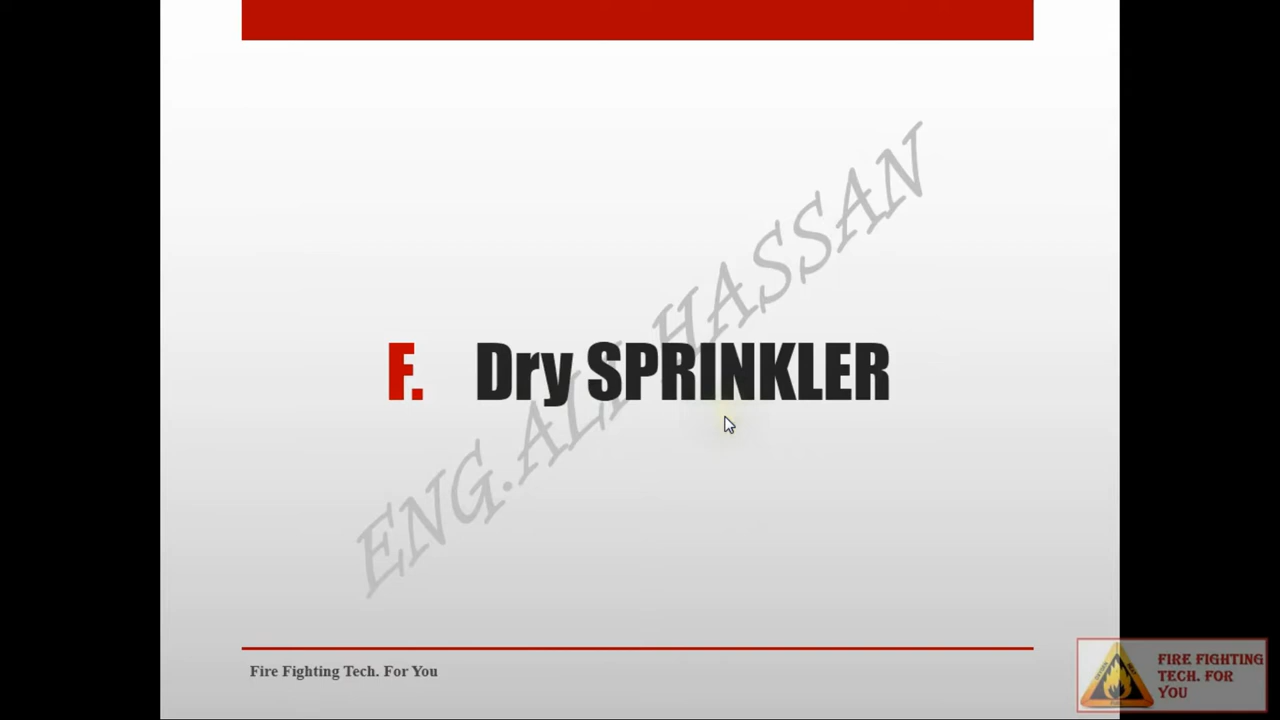 ENG.ALI HASSAN
F. Dry SPRINKLER
Fire Fighting Tech. For You
FIRE FIGHTING
TECH. FOR
YOU